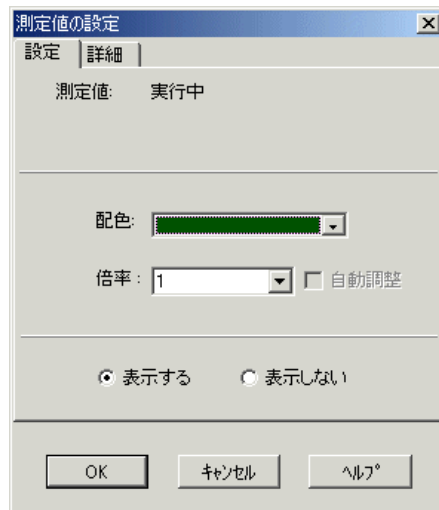 測定値の設定
設定 詳細
測定値: 実行中
配色:
倍率: 1 自動調整
表示する 表示しない
OK ｷｬﾝｾﾙ ﾍﾙﾌﾟ